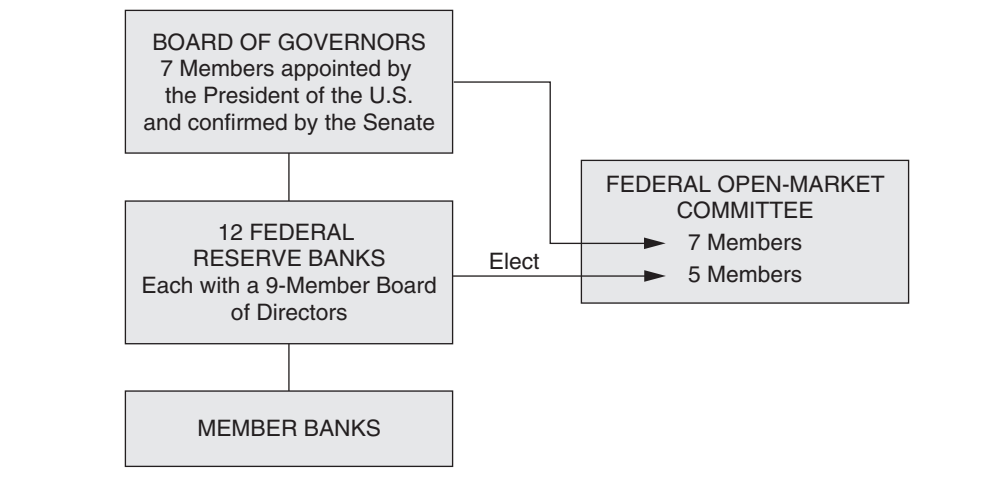 BOARD OF GOVERNORS
7 Members appointed by
the President of the U.S.
and confirmed by the Senate
12 FEDERAL
RESERVE BANKS
Each with a 9-Member Board
of Directors
MEMBER BANKS
Elect
FEDERAL OPEN-MARKET
COMMITTEE
7 Members
5 Members